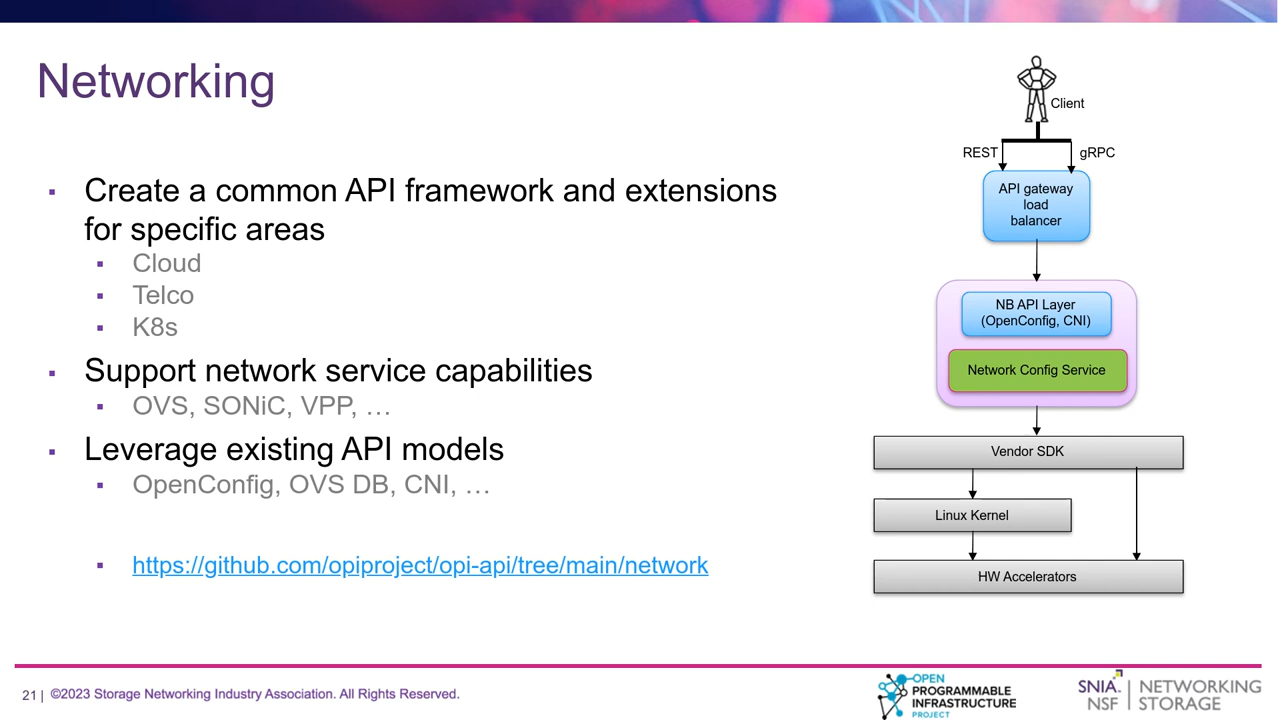 Networking
▪ Create a common API framework and extensions
for specific areas
▪ Cloud
▪ Telco
▪ K8s
▪ Support network service capabilities
▪ OVS, SONiC, VPP, …
▪ Leverage existing API models
▪ OpenConfig, OVS DB, CNI, …
▪ https://github.com/opiproject/opi-api/tree/main/network
Client
REST
gRPC
API gateway
load
balancer
NB API Layer
(OpenConfig, CNI)
Network Config Service
Vendor SDK
Linux Kernel
HW Accelerators
21 | ©2023 Storage Networking Industry Association. All Rights Reserved.
OPEN
PROGRAMMABLE
INFRASTRUCTURE
PROJECT
SNIA. | NETWORKING
NSF | STORAGE